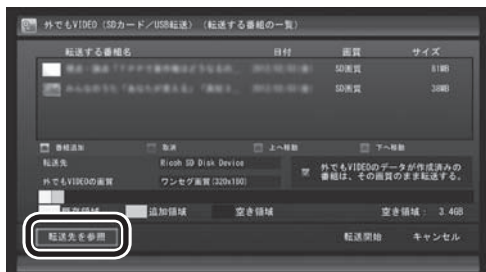 外でもVIDEO（SDカード／USB転送）（転送する番組の一覧）
転送する番組名 日付 画質 サイズ
SD画質 81MB
SD画質 38MB
番組追加 取消 上へ移動 下へ移動
転送先 Ricoh SD Disk Device
外でもVIDEOの画質 ワンセグ画質(320x180)
外でもVIDEOのデータが作成済みの
番組は、その画質のまま転送する。
既存領域 追加領域 空き領域 空き領域： 3.4GB
転送先を参照 転送開始 キャンセル